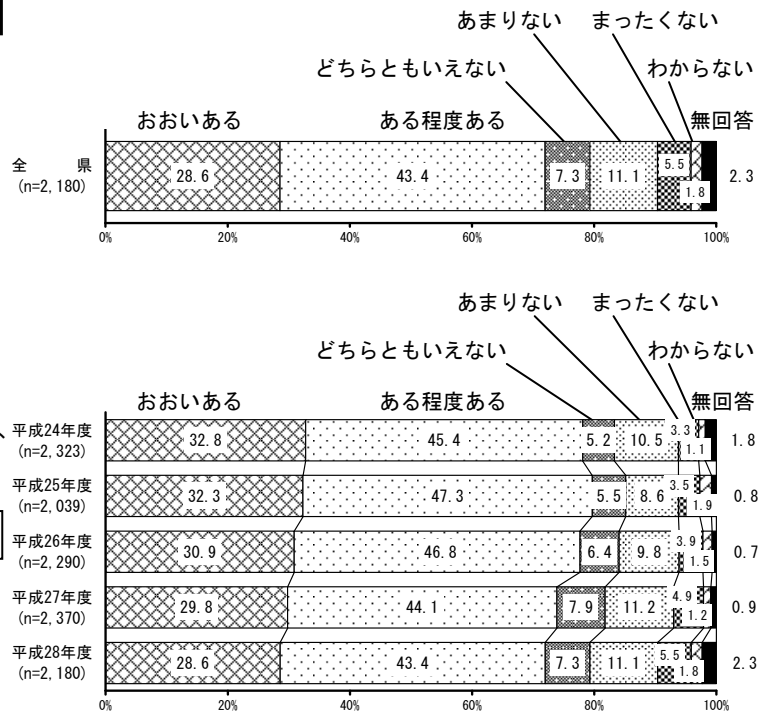 あまりない まったくない
どちらともいえない わからない
おおいある ある程度ある 無回答
全 県
(n=2,180)
28.6 43.4 7.3 11.1 5.5 1.8 2.3
0% 20% 40% 60% 80% 100%
あまりない まったくない
どちらともいえない わからない
おおいある ある程度ある 無回答
平成24年度
(n=2,323)
32.8 45.4 5.2 10.5 3.3 1.1 1.8
平成25年度
(n=2,039)
32.3 47.3 5.5 8.6 3.5 1.9 0.8
平成26年度
(n=2,290)
30.9 46.8 6.4 9.8 3.9 1.5 0.7
平成27年度
(n=2,370)
29.8 44.1 7.9 11.2 4.9 1.2 0.9
平成28年度
(n=2,180)
28.6 43.4 7.3 11.1 5.5 1.8 2.3
0% 20% 40% 60% 80% 100%